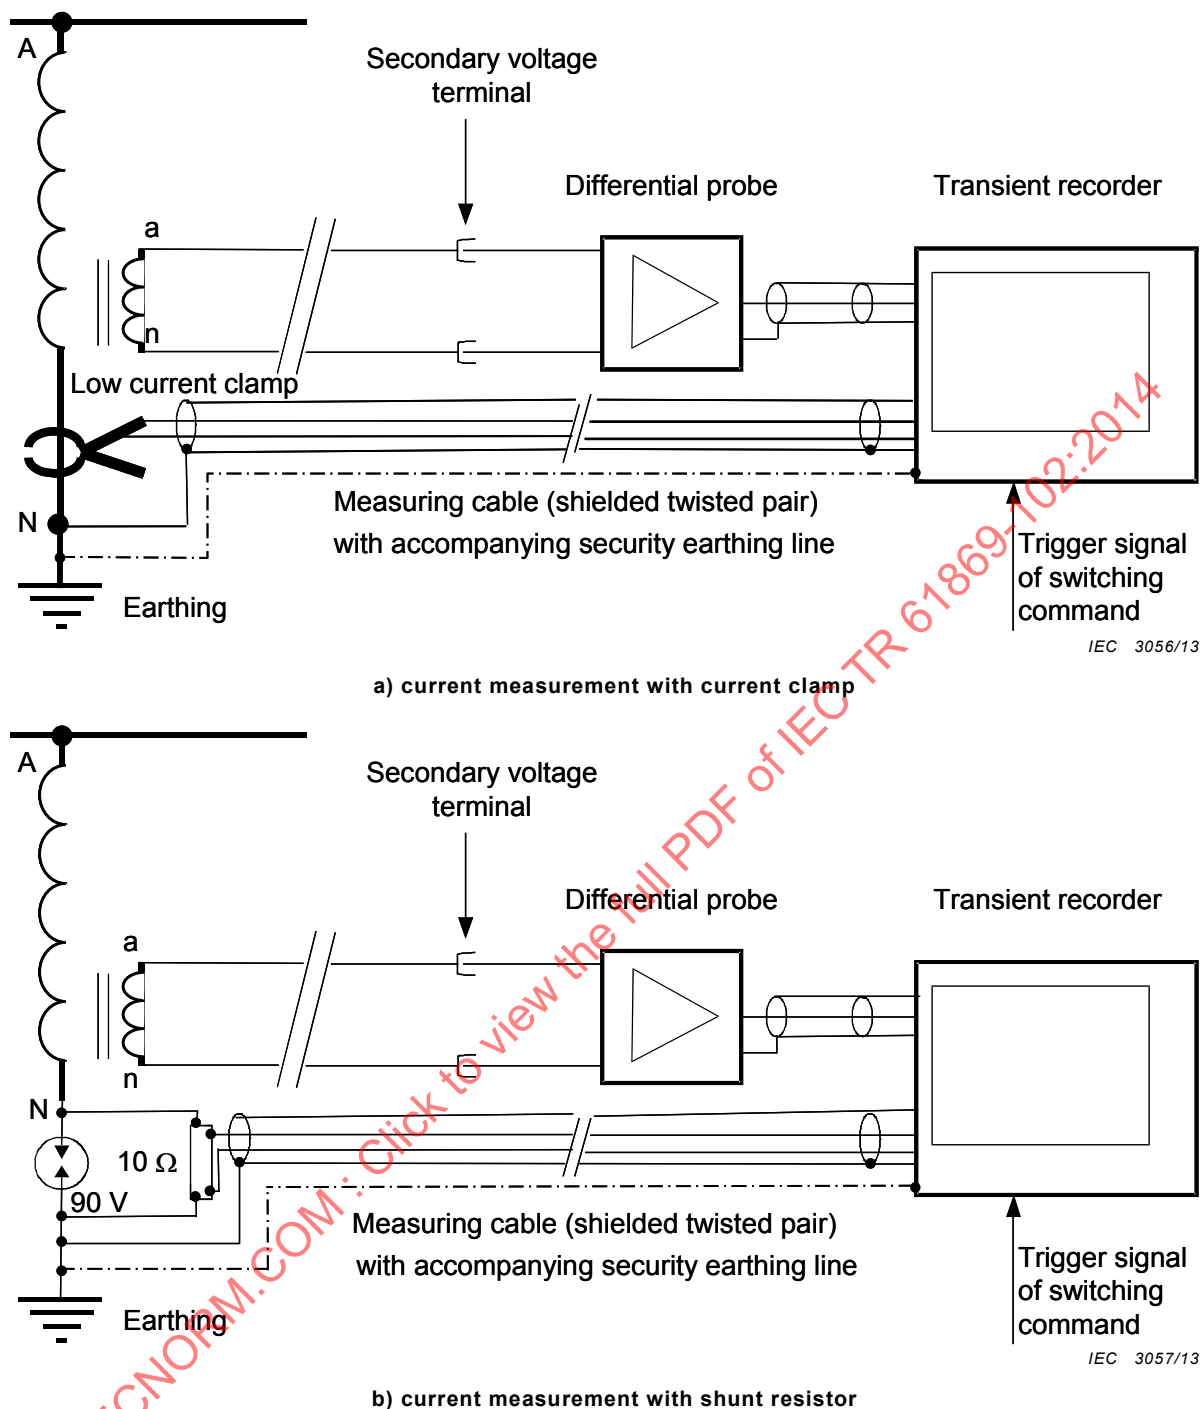 A
Secondary voltage
terminal
Differential probe
Transient recorder
a
n
Low current clamp
N
Measuring cable (shielded twisted pair)
with accompanying security earthing line
Earthing
Trigger signal
of switching
command
IEC 3056/13
a) current measurement with current clamp
A
Secondary voltage
terminal
Differential probe
Transient recorder
a
n
N
10 Ω
90 V
Measuring cable (shielded twisted pair)
with accompanying security earthing line
Earthing
Trigger signal
of switching
command
IEC 3057/13
b) current measurement with shunt resistor
ECNORM.COM : Click to view the full PDF of IEC TR 61869-102:2014